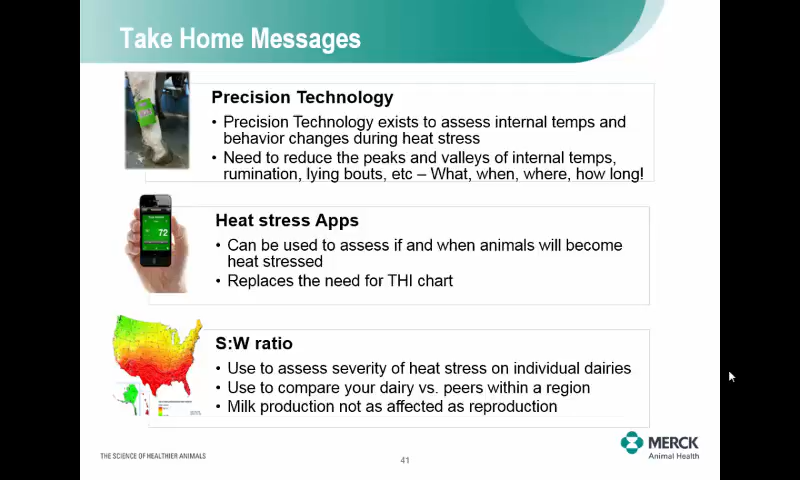 Take Home Messages
Precision Technology
• Precision Technology exists to assess internal temps and
behavior changes during heat stress
• Need to reduce the peaks and valleys of internal temps,
rumination, lying bouts, etc – What, when, where, how long!
72
Heat stress Apps
• Can be used to assess if and when animals will become
heat stressed
• Replaces the need for THI chart
S:W ratio
• Use to assess severity of heat stress on individual dairies
• Use to compare your dairy vs. peers within a region
• Milk production not as affected as reproduction
THE SCIENCE OF HEALTHIER ANIMALS
41
MERCK
Animal Health